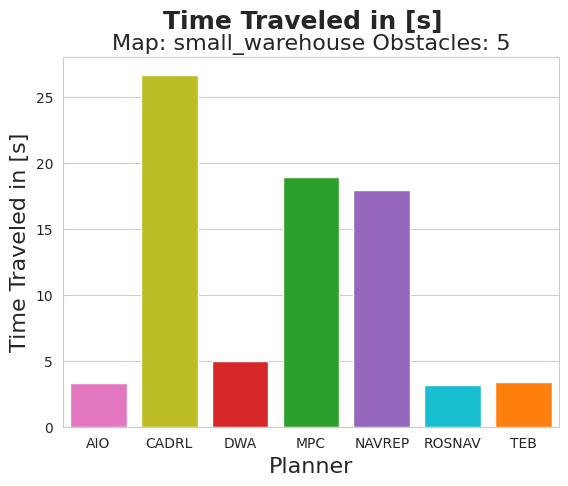 Time Traveled in [s]
Map: small_warehouse Obstacles: 5
Time Traveled in [s]
25
20
15
10
5
0
AIO CADRL DWA MPC NAVREP ROSNAV TEB
Planner